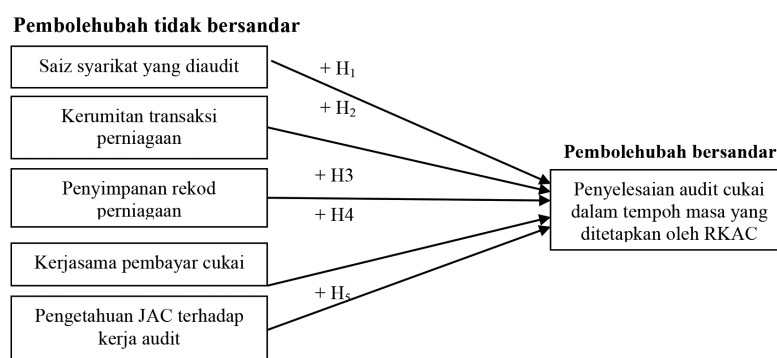 Pembolehubah tidak bersandar
Saiz syarikat yang diaudit
+ H₁
Kerumitan transaksi
perniagaan
+ H₂
Penyimpanan rekod
perniagaan
+ H3
+ H4
Kerjasama pembayar cukai
Pengetahuan JAC terhadap
kerja audit
+ H₅
Pembolehubah bersandar
Penyelesaian audit cukai
dalam tempoh masa yang
ditetapkan oleh RKAC